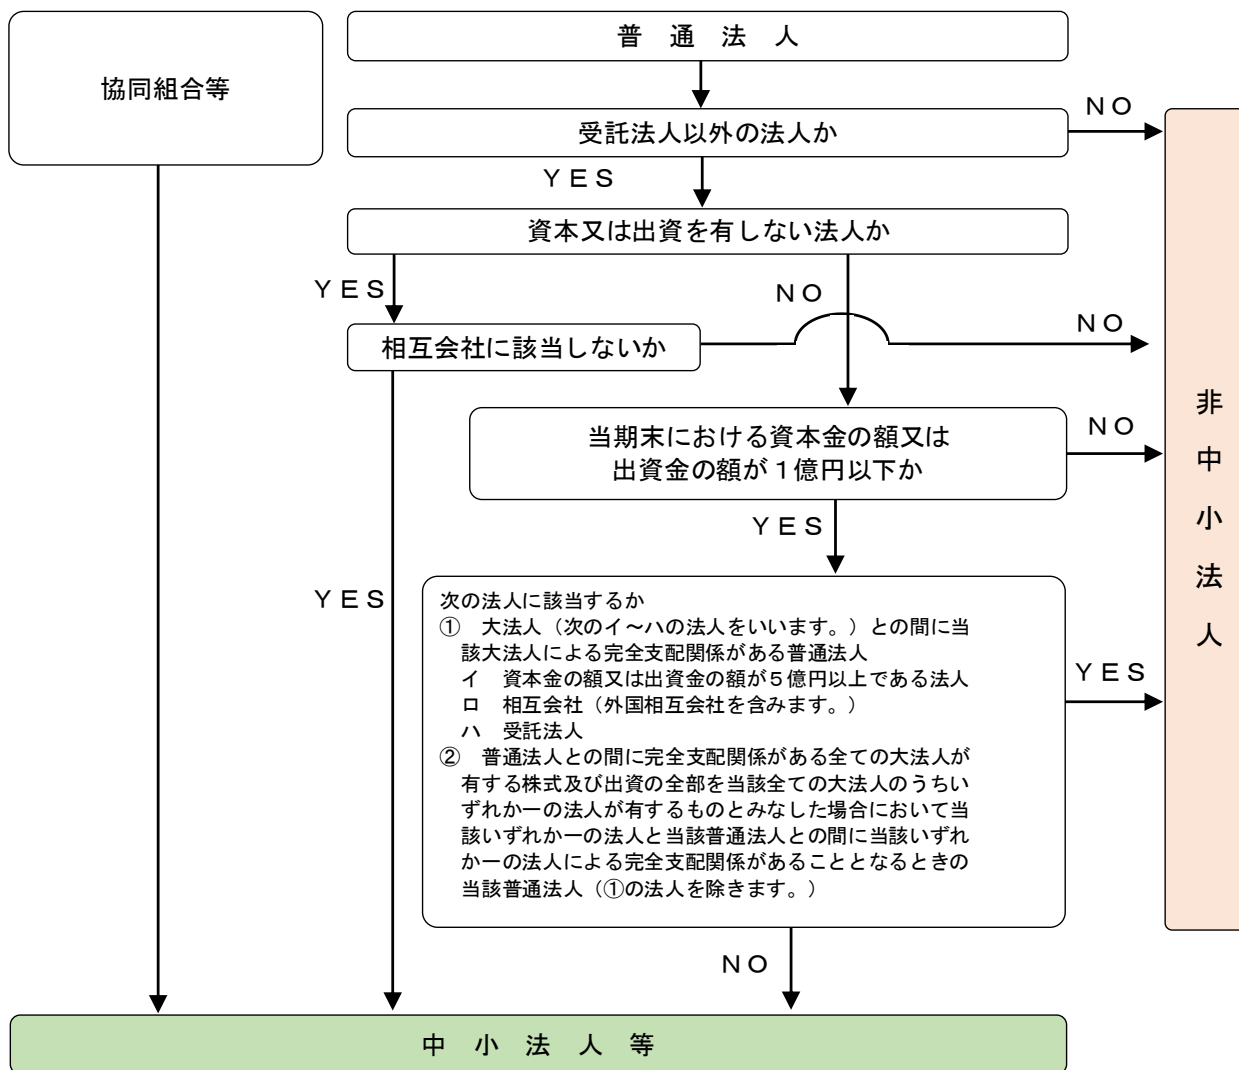 協同組合等
普　通　法　人
受託法人以外の法人か
ＮＯ
ＹＥＳ
資本又は出資を有しない法人か
ＹＥＳ
ＮＯ
相互会社に該当しないか
ＮＯ
当期末における資本金の額又は
出資金の額が１億円以下か
ＮＯ
ＹＥＳ
ＹＥＳ
次の法人に該当するか
①　大法人（次のイ～ハの法人をいいます。）との間に当
該大法人による完全支配関係がある普通法人
イ　資本金の額又は出資金の額が５億円以上である法人
ロ　相互会社（外国相互会社を含みます。）
ハ　受託法人
②　普通法人との間に完全支配関係がある全ての大法人が
有する株式及び出資の全部を当該全ての大法人のうちい
ずれか一の法人が有するものとみなした場合において当
該いずれか一の法人と当該普通法人との間に当該いずれ
か一の法人による完全支配関係があることとなるときの
当該普通法人（①の法人を除きます。）
ＹＥＳ
ＮＯ
非中小法人
中　小　法　人　等